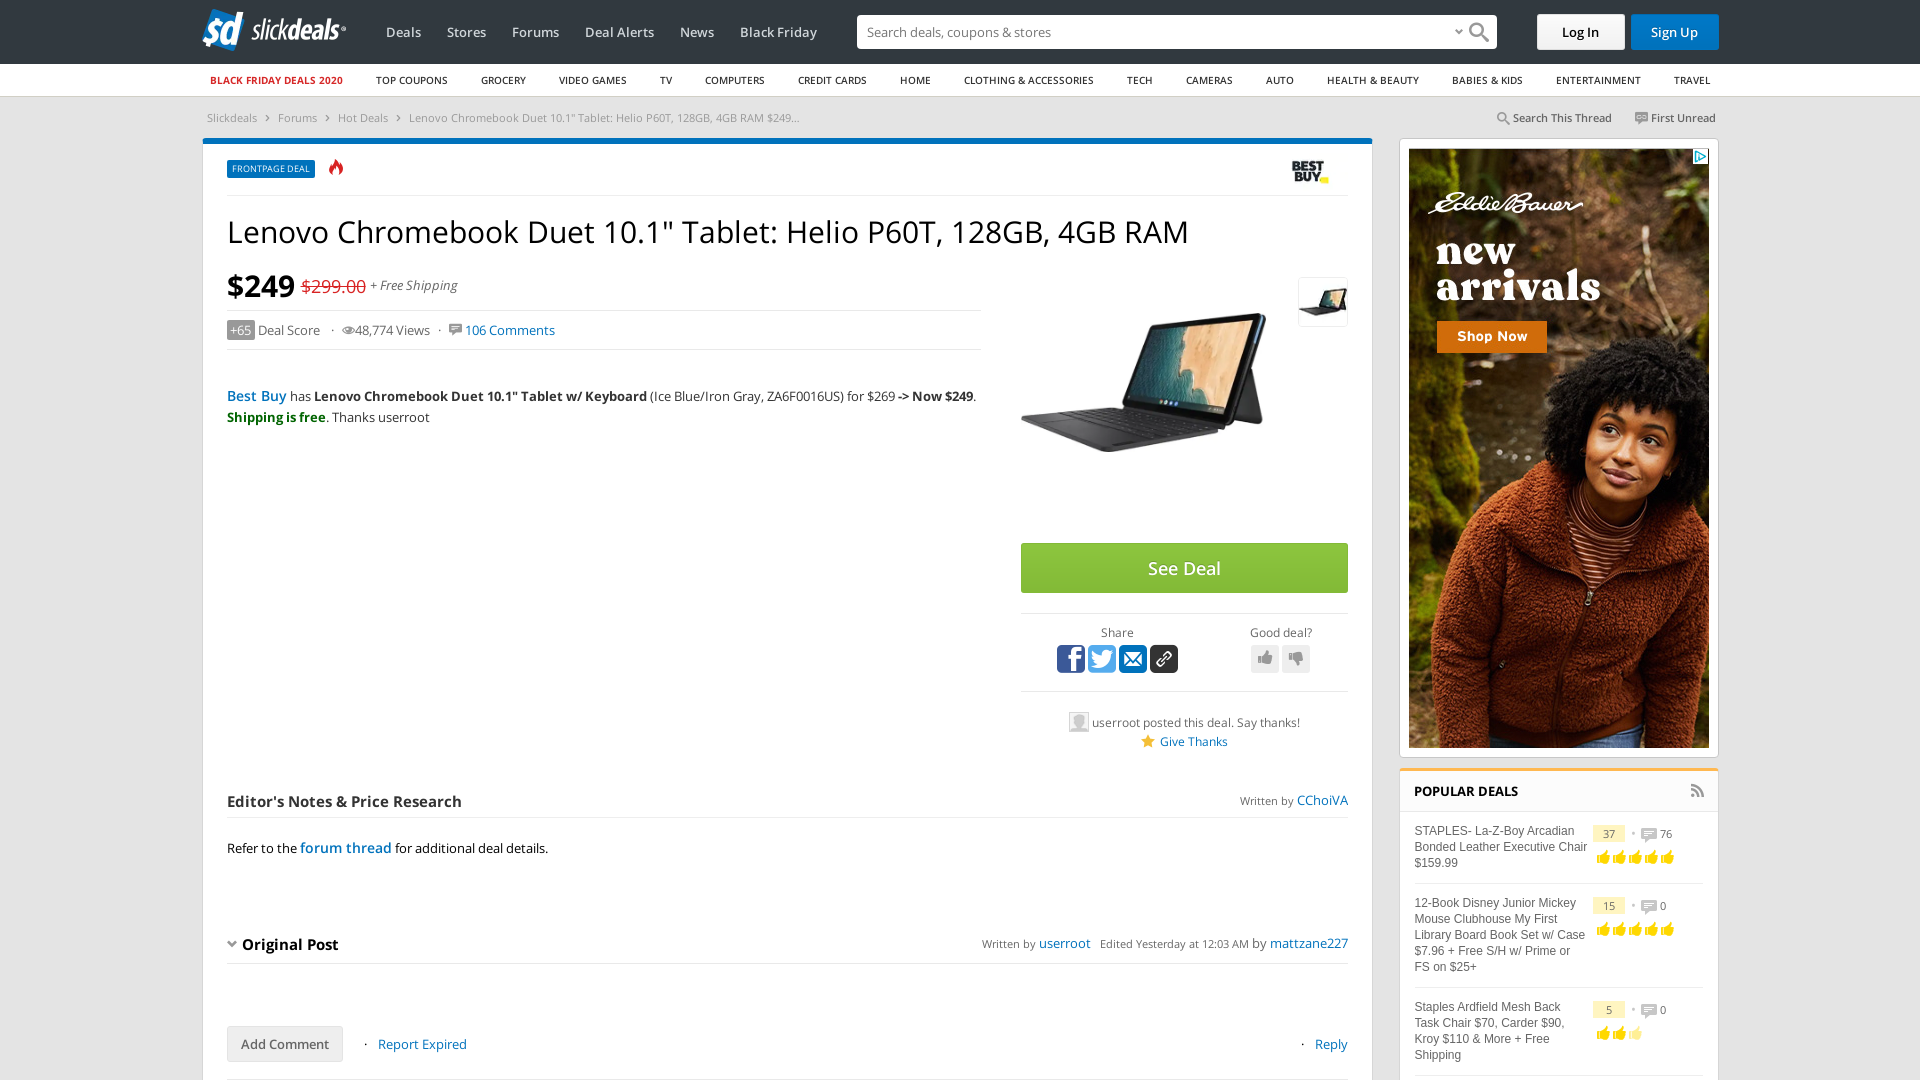 slickdeals
Deals
Stores
Forums
Deal Alerts
News
Black Friday
Search deals, coupons & stores
Log In
Sign Up
BLACK FRIDAY DEALS 2020
TOP COUPONS
GROCERY
VIDEO GAMES
TV
COMPUTERS
CREDIT CARDS
HOME
CLOTHING & ACCESSORIES
TECH
CAMERAS
AUTO
HEALTH & BEAUTY
BABIES & KIDS
ENTERTAINMENT
TRAVEL
Slickdeals › Forums › Hot Deals › Lenovo Chromebook Duet 10.1" Tablet: Helio P60T, 128GB, 4GB RAM $249...
Search This Thread
First Unread
FRONTPAGE DEAL
BEST
BUY
Lenovo Chromebook Duet 10.1" Tablet: Helio P60T, 128GB, 4GB RAM
$249 $299.00 + Free Shipping
+65 Deal Score · 48,774 Views · 106 Comments
Best Buy has Lenovo Chromebook Duet 10.1" Tablet w/ Keyboard (Ice Blue/Iron Gray, ZA6F0016US) for $269 -> Now $249.
Shipping is free. Thanks userroot
See Deal
Share
Good deal?
userroot posted this deal. Say thanks!
Give Thanks
Editor's Notes & Price Research
Written by CChoiVA
Refer to the forum thread for additional deal details.
Original Post
Written by userroot Edited Yesterday at 12:03 AM by mattzane227
Add Comment
· Report Expired
· Reply
Eddie Bauer
new
arrivals
Shop Now
POPULAR DEALS
STAPLES- La-Z-Boy Arcadian
Bonded Leather Executive Chair
$159.99
37 · 76
12-Book Disney Junior Mickey
Mouse Clubhouse My First
Library Board Book Set w/ Case
$7.96 + Free S/H w/ Prime or
FS on $25+
15 · 0
Staples Ardfield Mesh Back
Task Chair $70, Carder $90,
Kroy $110 & More + Free
Shipping
5 · 0